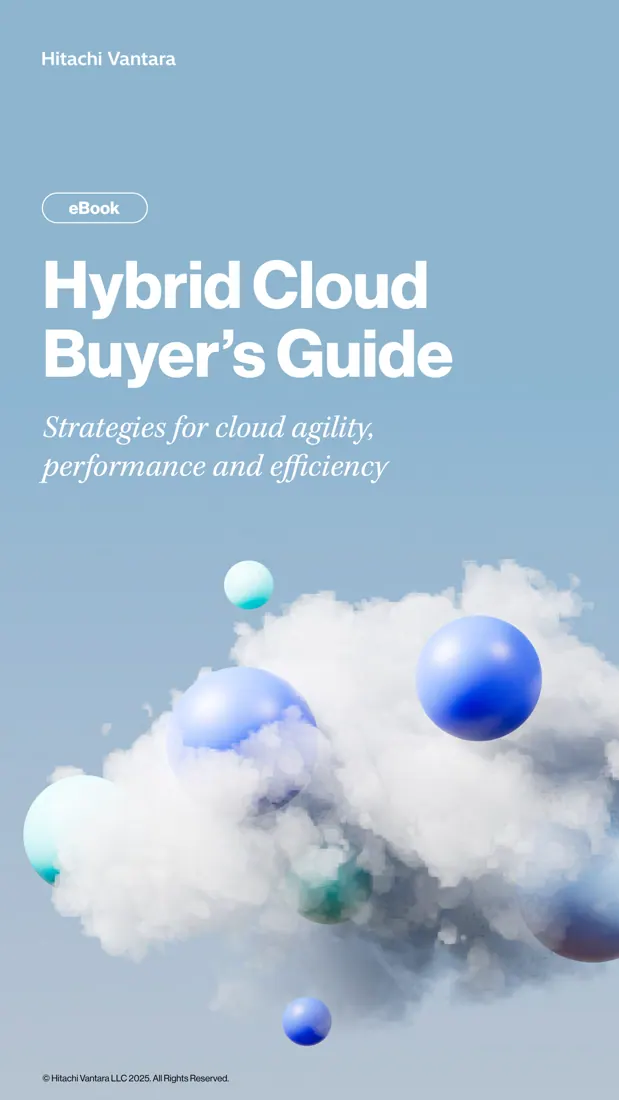 Hitachi Vantara
eBook
Hybrid Cloud
Buyer’s Guide
Strategies for cloud agility,
performance and efficiency
© Hitachi Vantara LLC 2025. All Rights Reserved.